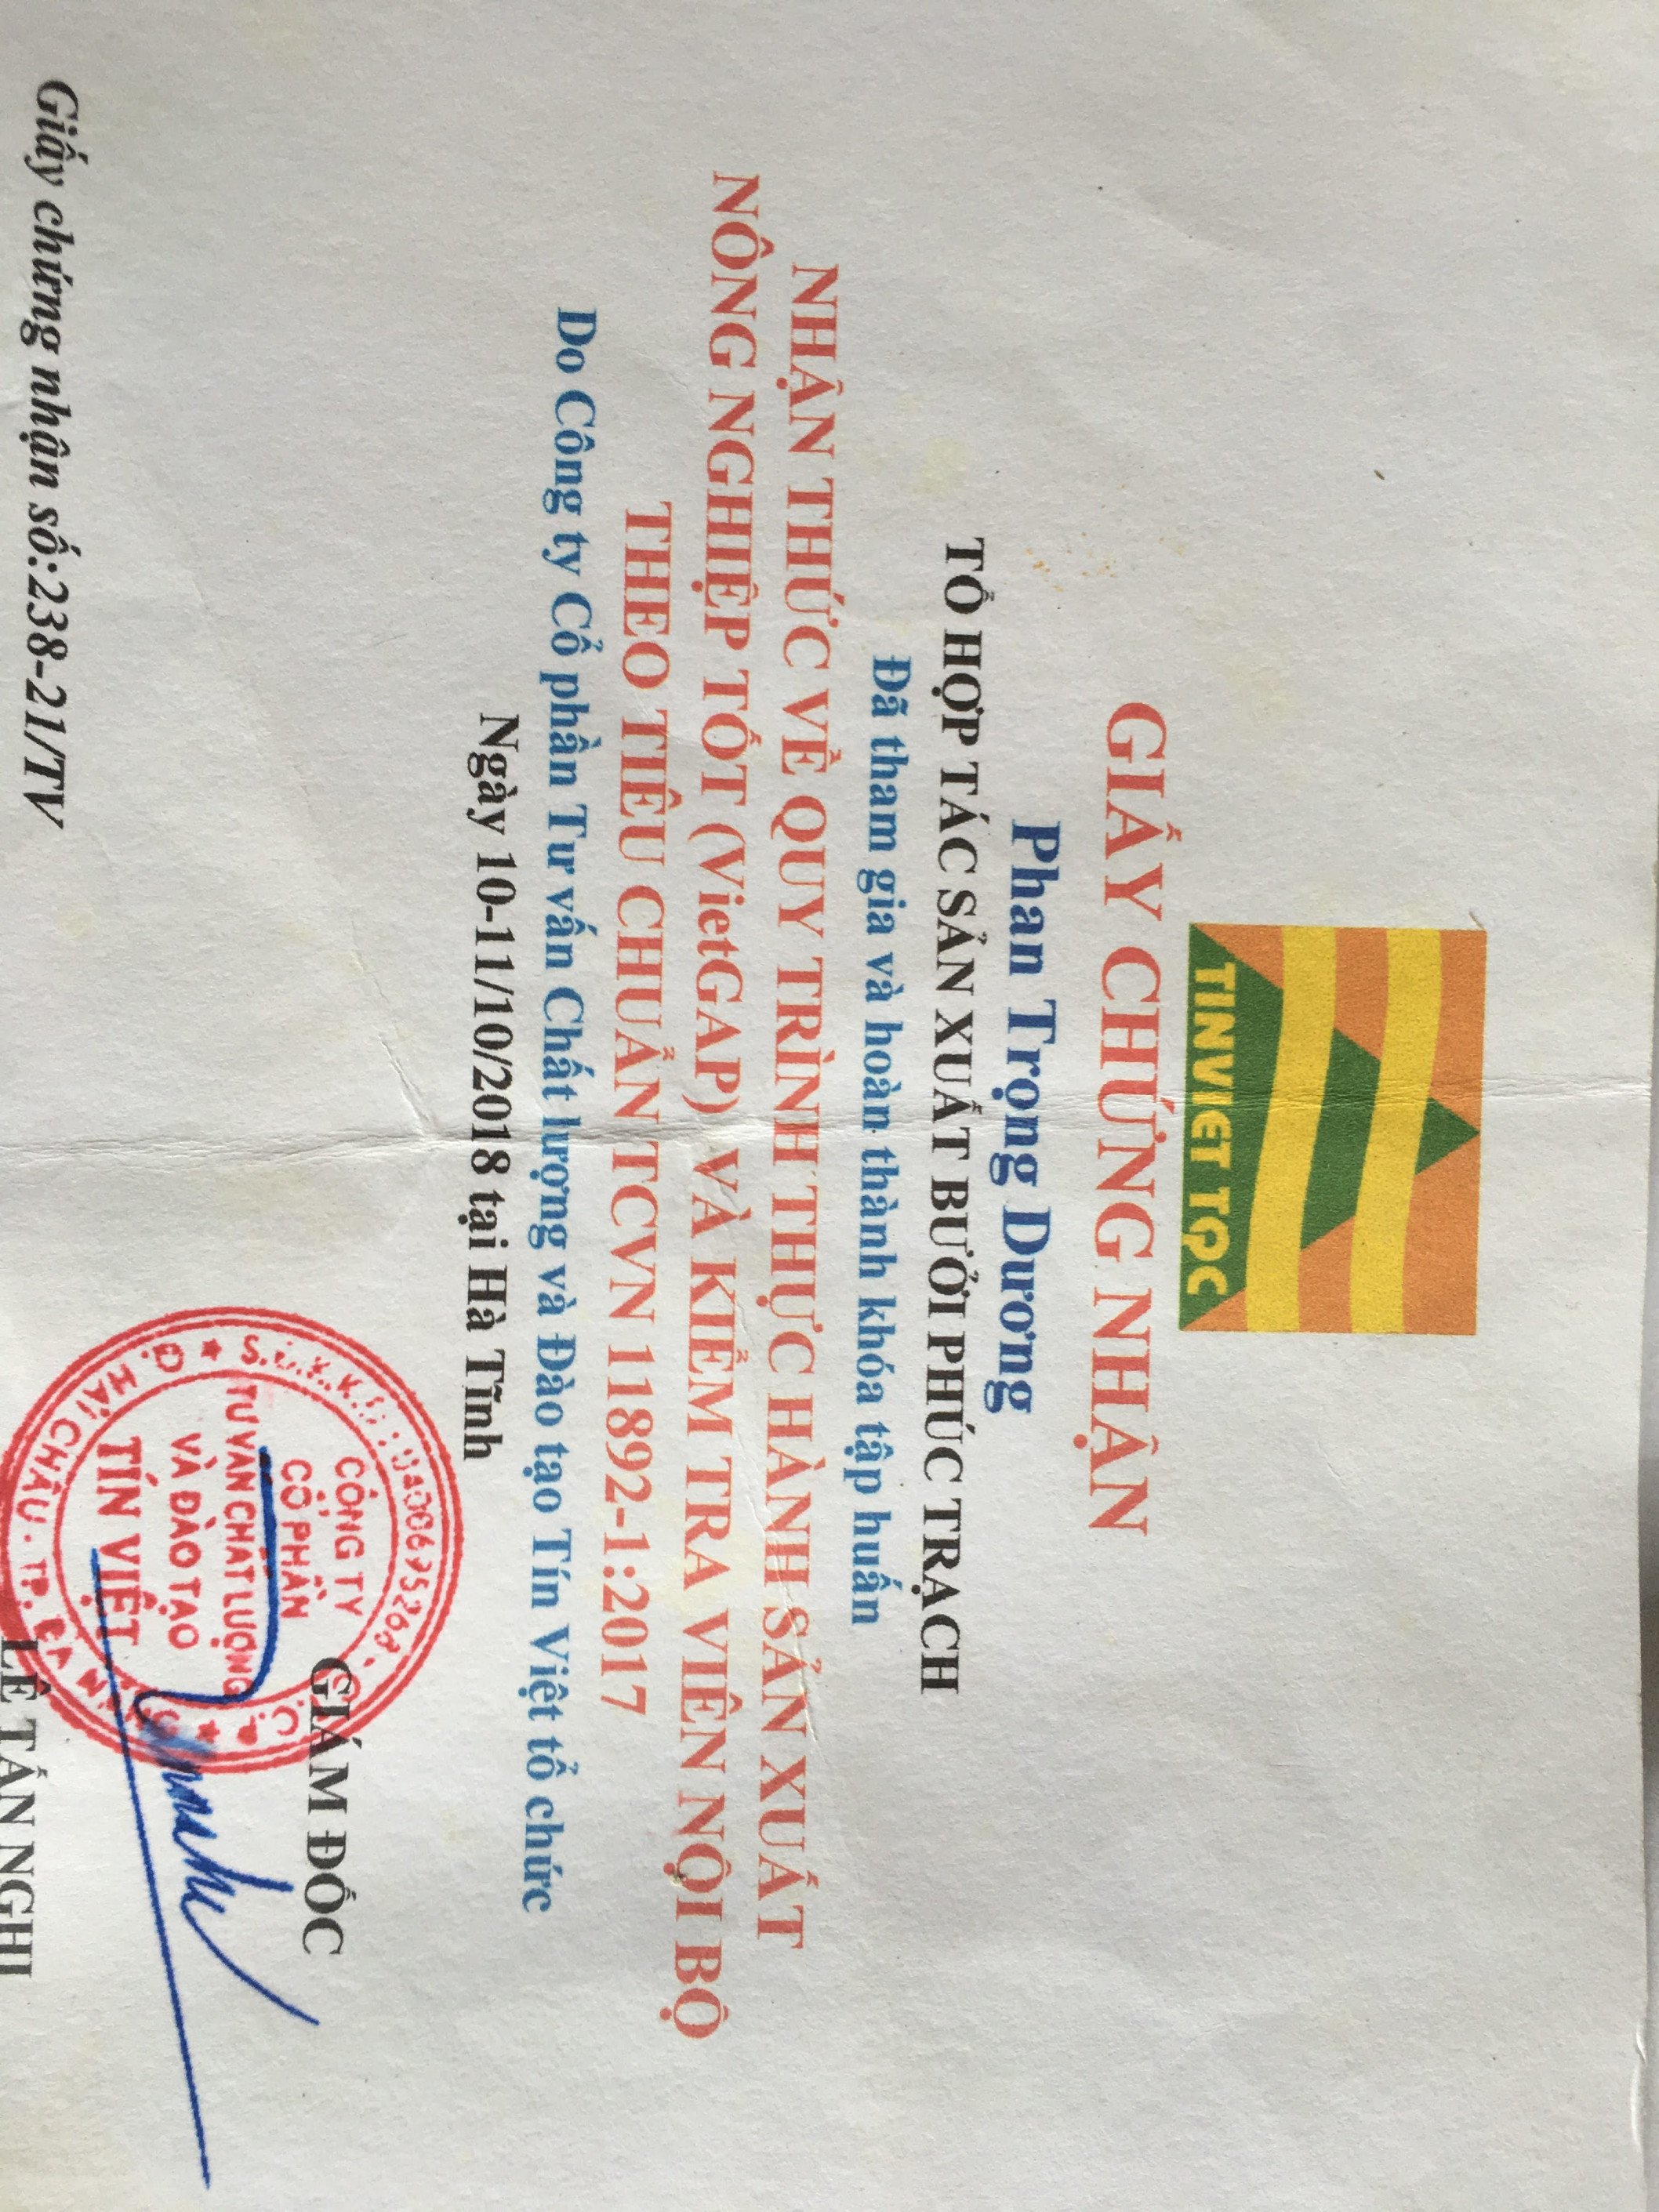 TINVIET TQC
GIẤY CHỨNG NHẬN
Phan Trọng Dương
TỔ HỢP TÁC SẢN XUẤT BƯỞI PHÚC TRẠCH
Đã tham gia và hoàn thành khóa tập huấn
NHẬN THỨC VỀ QUY TRÌNH THỰC HÀNH SẢN XUẤT
NÔNG NGHIỆP TỐT (VietGAP) VÀ KIỂM TRA VIÊN NỘI BỘ
THEO TIÊU CHUẨN TCVN 11892-1:2017
Do Công ty Cổ phần Tư vấn Chất lượng và Đào tạo Tín Việt tổ chức
Ngày 10-11/10/2018 tại Hà Tĩnh
GIÁM ĐỐC
CÔNG TY
CỔ PHẦN
TƯ VẤN CHẤT LƯỢNG
VÀ ĐÀO TẠO
TÍN VIỆT
Q. HẢI CHÂU. TP. ĐÀ NẴNG
LÊ TẤN NGHI
Giấy chứng nhận số:238-21/TV